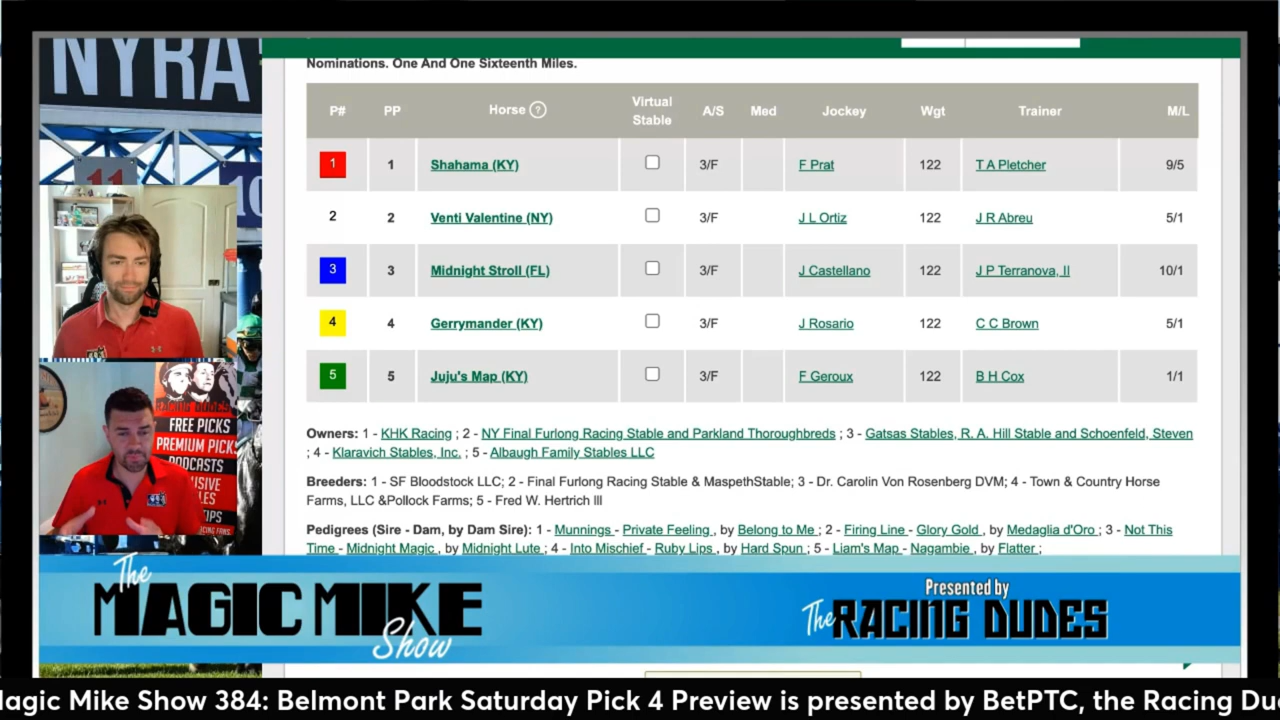 NYRA
11
Nominations. One And One Sixteenth Miles.
P# PP Horse ? Virtual Stable A/S Med Jockey Wgt Trainer M/L
1 1 Shahama (KY) 3/F F Prat 122 T A Pletcher 9/5
2 2 Venti Valentine (NY) 3/F J L Ortiz 122 J R Abreu 5/1
3 3 Midnight Stroll (FL) 3/F J Castellano 122 J P Terranova, II 10/1
4 4 Gerrymander (KY) 3/F J Rosario 122 C C Brown 5/1
5 5 Juju's Map (KY) 3/F F Geroux 122 B H Cox 1/1
Owners: 1 - KHK Racing ; 2 - NY Final Furlong Racing Stable and Parkland Thoroughbreds ; 3 - Gatsas Stables, R. A. Hill Stable and Schoenfeld, Steven
; 4 - Klaravich Stables, Inc. ; 5 - Albaugh Family Stables LLC
Breeders: 1 - SF Bloodstock LLC; 2 - Final Furlong Racing Stable & MaspethStable; 3 - Dr. Carolin Von Rosenberg DVM; 4 - Town & Country Horse
Farms, LLC &Pollock Farms; 5 - Fred W. Hertrich III
Pedigrees (Sire - Dam, by Dam Sire): 1 - Munnings - Private Feeling , by Belong to Me ; 2 - Firing Line - Glory Gold , by Medaglia d'Oro ; 3 - Not This
Time - Midnight Magic , by Midnight Lute ; 4 - Into Mischief - Ruby Lips , by Hard Spun ; 5 - Liam's Map - Nagambie , by Flatter ;
RACING DUDES
FREE PICKS
PREMIUM PICKS
PODCASTS
The
MAGIC MIKE
Show
Presented by
The RACING DUDES
Magic Mike Show 384: Belmont Park Saturday Pick 4 Preview is presented by BetPTC, the Racing Du